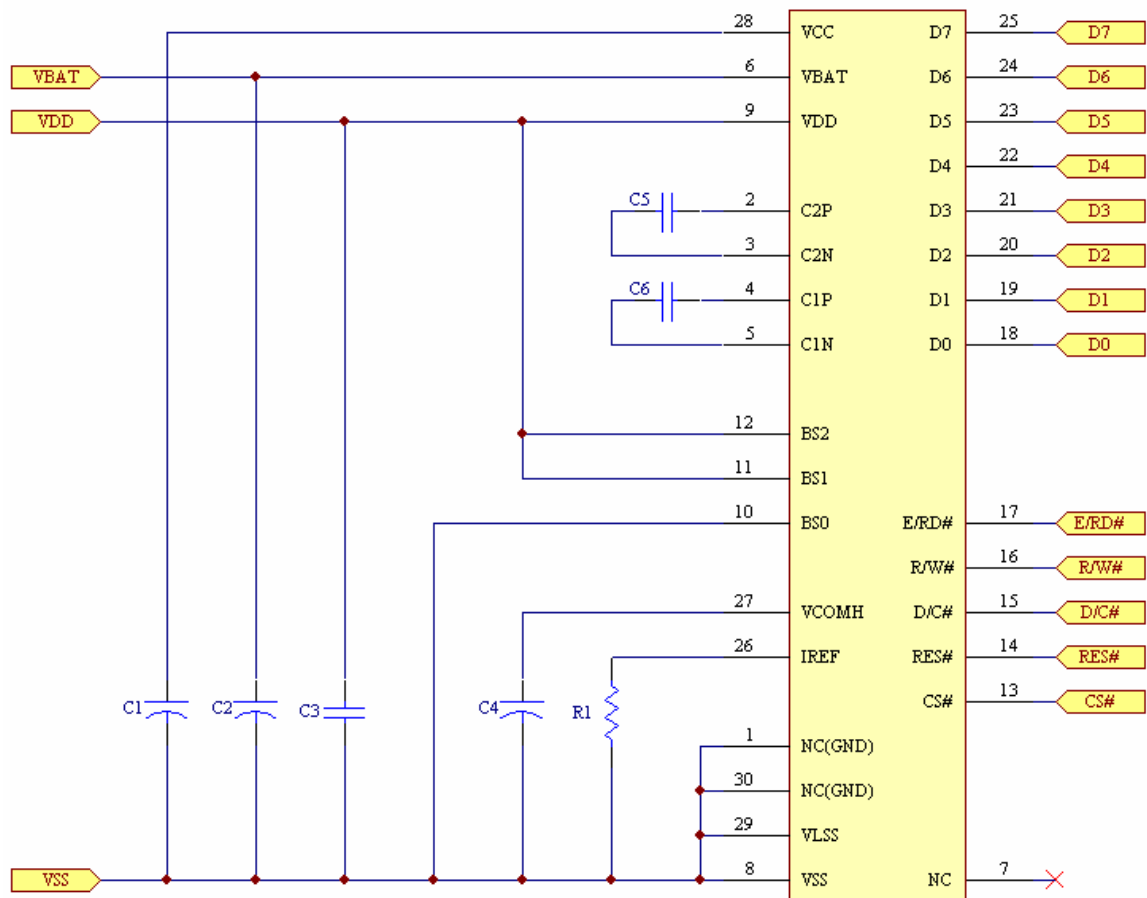 28 VCC D7 25 D7
VBAT 6 VBAT D6 24 D6
VDD 9 VDD D5 23 D5
D4 22 D4
C5 2 C2P D3 21 D3
3 C2N D2 20 D2
C6 4 C1P D1 19 D1
5 C1N D0 18 D0
12 BS2
11 BS1
10 BS0 E/RD# 17 E/RD#
R/W# 16 R/W#
27 VCOMH D/C# 15 D/C#
26 IREF RES# 14 RES#
C1 C2 C3 C4 R1 CS# 13 CS#
1 NC(GND)
30 NC(GND)
29 VLSS
VSS 8 VSS NC 7